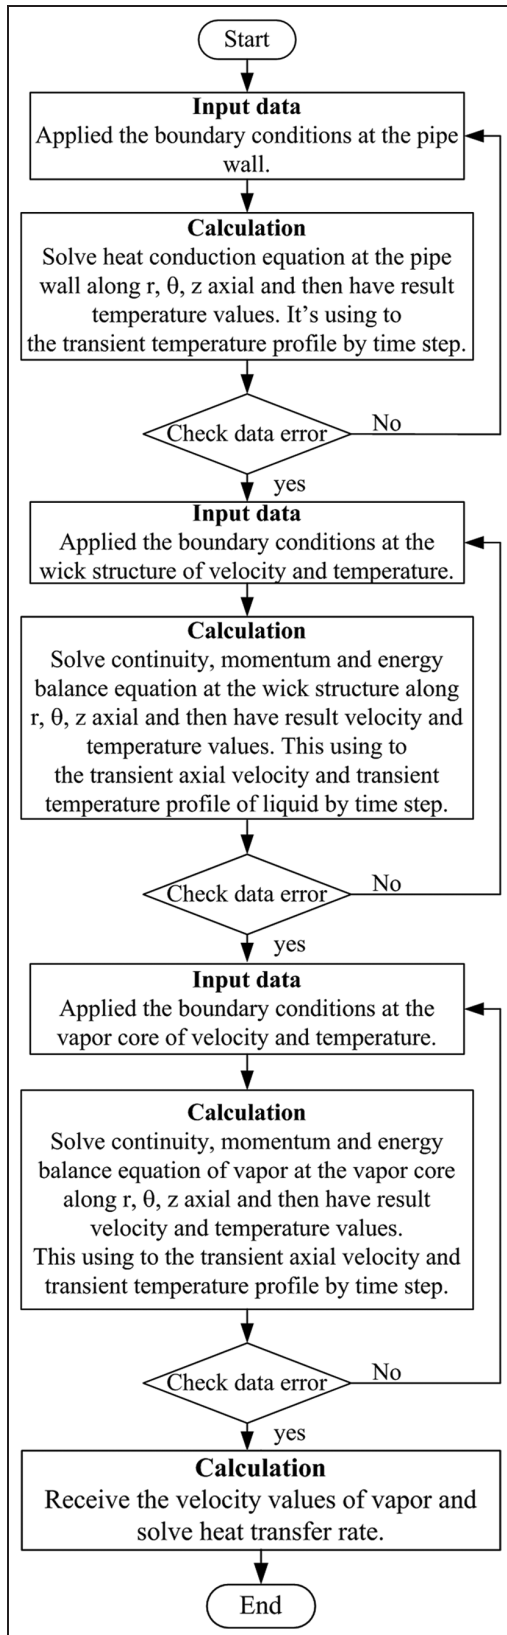 Start
Input data
Applied the boundary conditions at the pipe
wall.
Calculation
Solve heat conduction equation at the pipe
wall along r, θ, z axial and then have result
temperature values. It's using to
the transient temperature profile by time step.
Check data error
No
yes
Input data
Applied the boundary conditions at the
wick structure of velocity and temperature.
Calculation
Solve continuity, momentum and energy
balance equation at the wick structure along
r, θ, z axial and then have result velocity and
temperature values. This using to
the transient axial velocity and transient
temperature profile of liquid by time step.
Check data error
No
yes
Input data
Applied the boundary conditions at the
vapor core of velocity and temperature.
Calculation
Solve continuity, momentum and energy
balance equation of vapor at the vapor core
along r, θ, z axial and then have result
velocity and temperature values.
This using to the transient axial velocity and
transient temperature profile by time step.
Check data error
No
yes
Calculation
Receive the velocity values of vapor and
solve heat transfer rate.
End